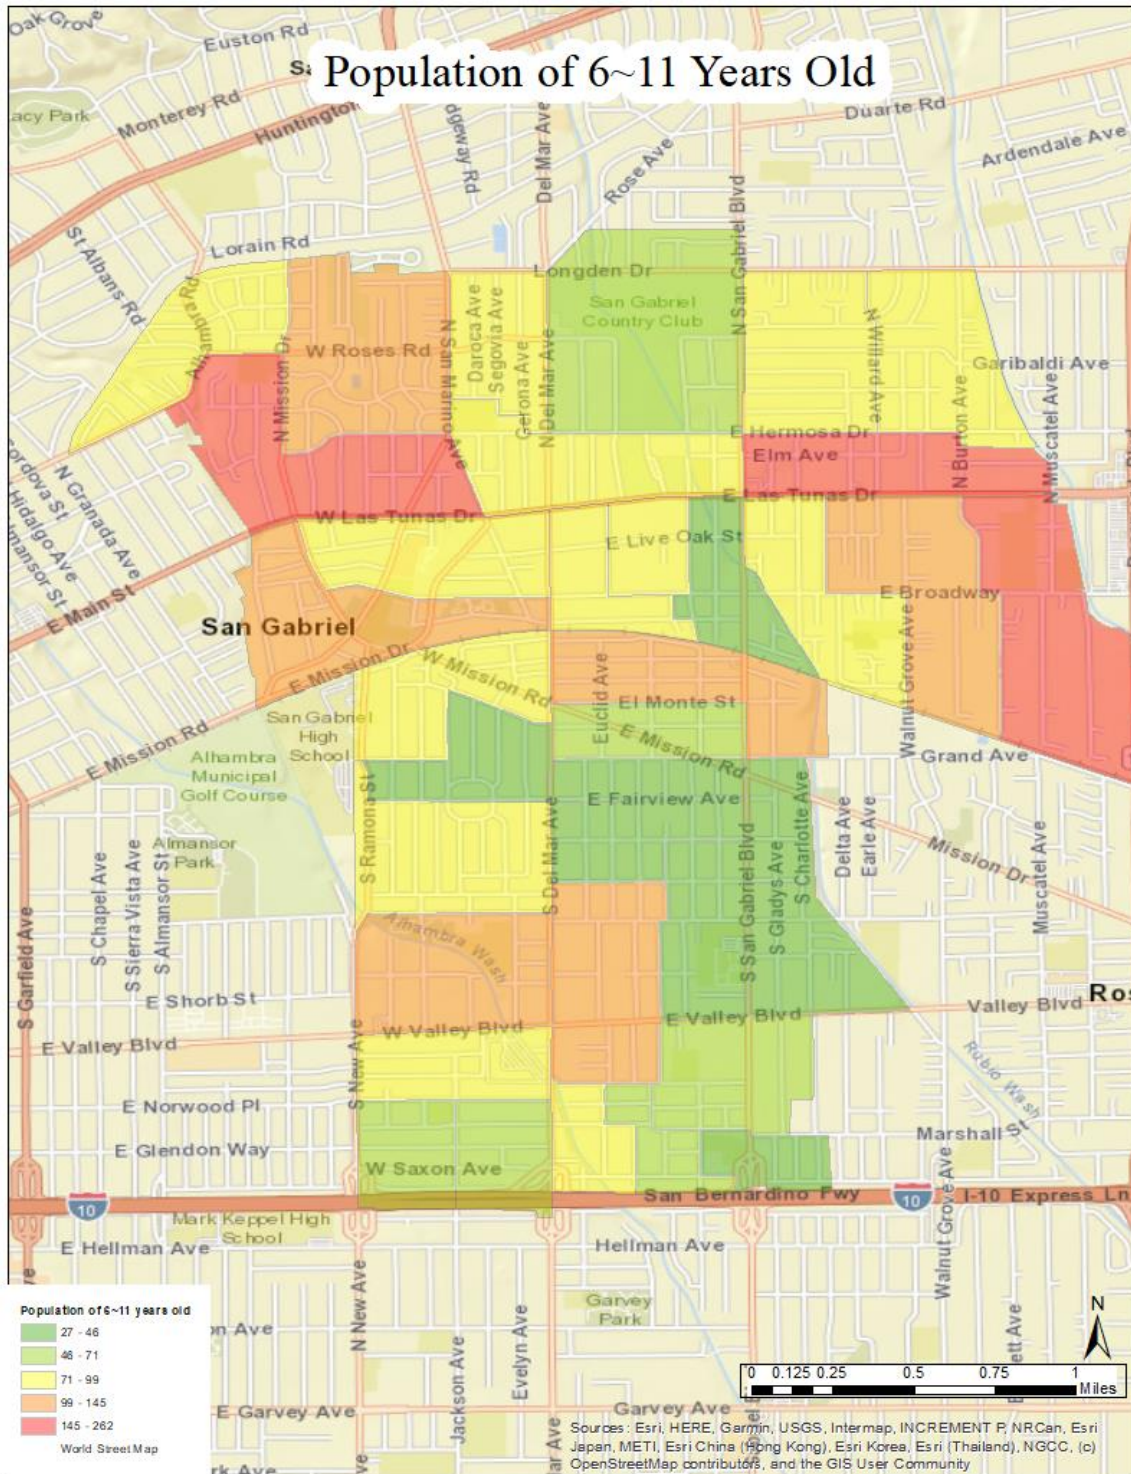 Population of 6~11 Years Old
Oak Grove
Euston Rd
Monterey Rd
Huntington
Duarte Rd
Ardendale Ave
Del Mar Ave
Rose Ave
N San Gabriel Blvd
St Albans Rd
Lorain Rd
Alhambra Rd
Longden Dr
San Gabriel
Country Club
Daroca Ave
Segovia Ave
Gerona Ave
N Del Mar Ave
N San Marino Ave
N Mission Dr
W Roses Rd
N Willard Ave
Garibaldi Ave
N Burton Ave
N Muscatel Ave
E Hermosa Dr
Elm Ave
E Las Tunas Dr
W Las Tunas Dr
N Granada Ave
Hidalgo Ave
E Main St
E Live Oak St
E Broadway
San Gabriel
E Mission Dr
W Mission Rd
Euclid Ave
El Monte St
Walnut Grove Ave
Grand Ave
San Gabriel
High
School
E Mission Rd
E Mission Rd
Alhambra
Municipal
Golf Course
E Fairview Ave
S Ramona St
S Del Mar Ave
S San Gabriel Blvd
S Gladys Ave
S Charlotte Ave
Delta Ave
Earle Ave
Mission Dr
Muscatel Ave
Almansor
Park
S Garfield Ave
S Chapel Ave
S Sierra Vista Ave
S Almansor St
Alhambra Wash
E Shorb St
E Valley Blvd
W Valley Blvd
E Valley Blvd
Valley Blvd
Ros
Rubio Wash
S New Ave
E Norwood Pl
E Glendon Way
Marshall St
W Saxon Ave
10
San Bernardino Fwy
10
I-10 Express Ln
Mark Keppel High
School
E Hellman Ave
Hellman Ave
Walnut Grove Ave
N New Ave
Garvey
Park
Evelyn Ave
Jackson Ave
E Garvey Ave
Garvey Ave
Population of 6~11 years old
27 - 46
46 - 71
71 - 99
99 - 145
145 - 262
World Street Map
N
0 0.125 0.25 0.5 0.75 1
Miles
Sources: Esri, HERE, Garmin, USGS, Intermap, INCREMENT P, NRCan, Esri
Japan, METI, Esri China (Hong Kong), Esri Korea, Esri (Thailand), NGCC, (c)
OpenStreetMap contributors, and the GIS User Community